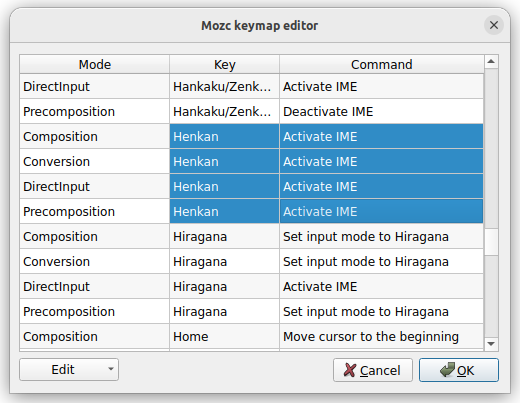 Mozc keymap editor
Mode Key Command
DirectInput Hankaku/Zenk... Activate IME
Precomposition Hankaku/Zenk... Deactivate IME
Composition Henkan Activate IME
Conversion Henkan Activate IME
DirectInput Henkan Activate IME
Precomposition Henkan Activate IME
Composition Hiragana Set input mode to Hiragana
Conversion Hiragana Set input mode to Hiragana
DirectInput Hiragana Activate IME
Precomposition Hiragana Set input mode to Hiragana
Composition Home Move cursor to the beginning
Edit Cancel OK